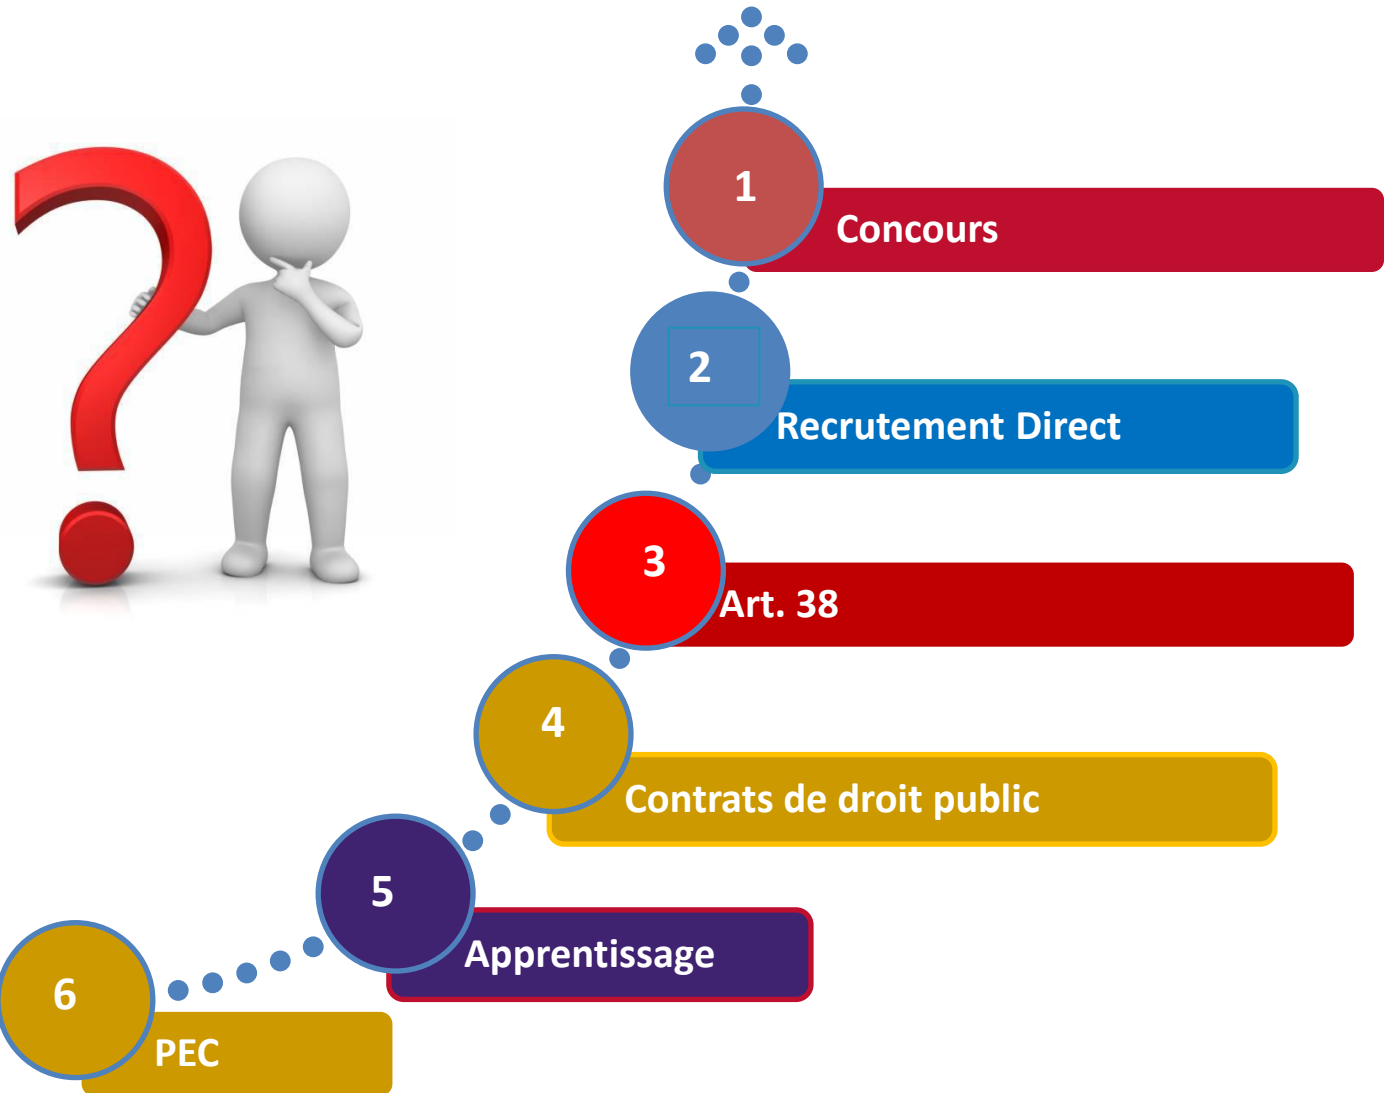 1
Concours
2
Recrutement Direct
3
Art. 38
4
Contrats de droit public
5
Apprentissage
6
PEC